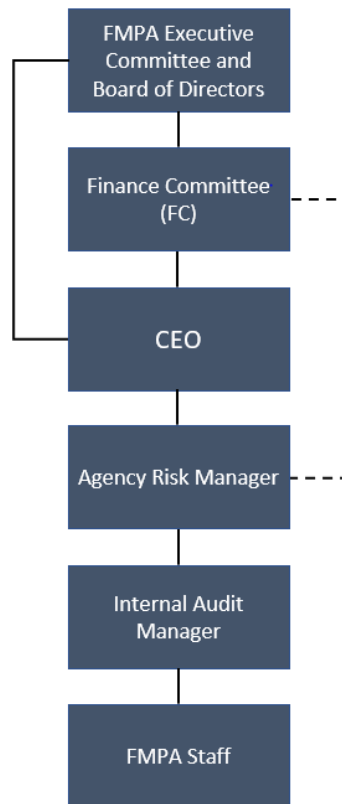 FMPA Executive
Committee and
Board of Directors
Finance Committee
(FC)
CEO
Agency Risk Manager
Internal Audit
Manager
FMPA Staff